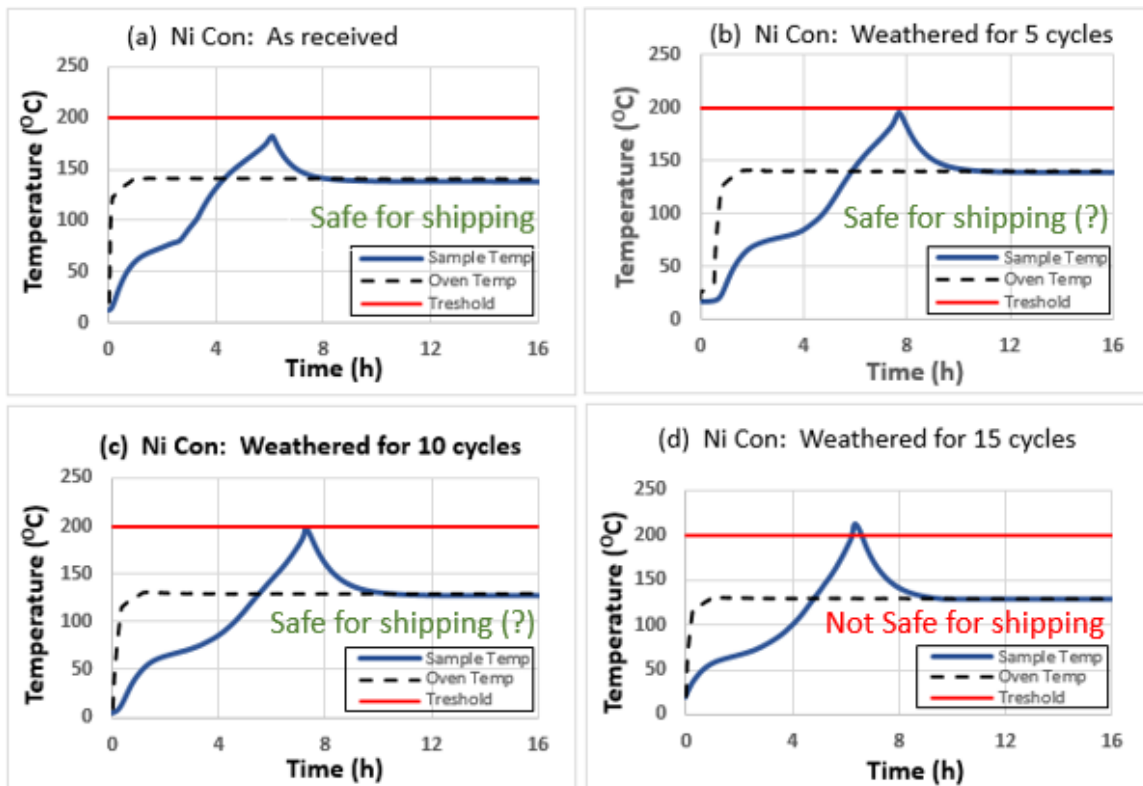 (a) Ni Con: As received
Temperature (⁰C)
250
200
150
100
50
0
Safe for shipping
Sample Temp
Oven Temp
Treshold
0 4 8 12 16
Time (h)
(b) Ni Con: Weathered for 5 cycles
Temperature (⁰C)
250
200
150
100
50
0
Safe for shipping (?)
Sample Temp
Oven Temp
Treshold
0 4 8 12 16
Time (h)
(c) Ni Con: Weathered for 10 cycles
Temperature (⁰C)
250
200
150
100
50
0
Safe for shipping (?)
Sample Temp
Oven Temp
Treshold
0 4 8 12 16
Time (h)
(d) Ni Con: Weathered for 15 cycles
Temperature (⁰C)
250
200
150
100
50
0
Not Safe for shipping
Sample Temp
Oven Temp
Treshold
0 4 8 12 16
Time (h)